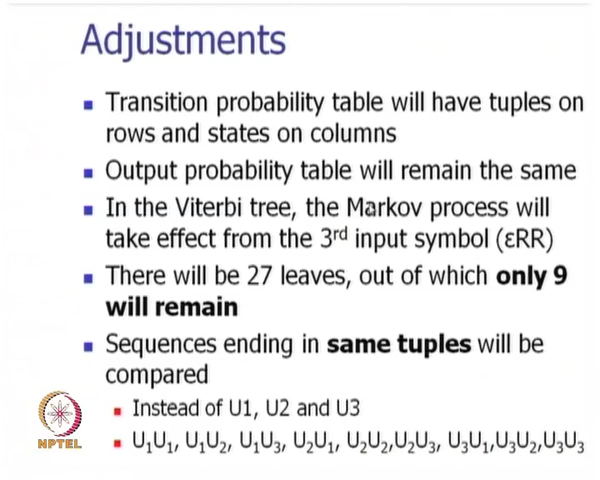 Adjustments
Transition probability table will have tuples on
rows and states on columns
Output probability table will remain the same
In the Viterbi tree, the Markov process will
take effect from the 3rd input symbol (εRR)
There will be 27 leaves, out of which only 9
will remain
Sequences ending in same tuples will be
compared
Instead of U1, U2 and U3
U₁U₁, U₁U₂, U₁U₃, U₂U₁, U₂U₂,U₂U₃, U₃U₁,U₃U₂,U₃U₃
NPTEL